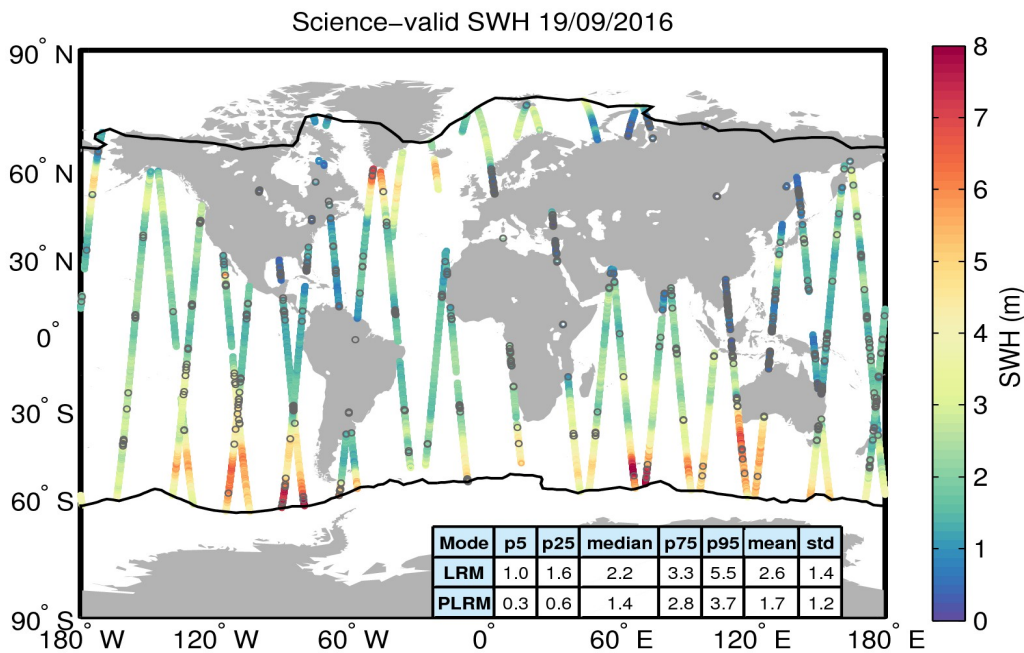 Science−valid SWH 19/09/2016
90° N
60° N
30° N
0°
30° S
60° S
90° S
180° W
120° W
60° W
0°
60° E
120° E
180° E
8
7
6
5
4
3
2
1
0
SWH (m)
Mode p5 p25 median p75 p95 mean std
LRM 1.0 1.6 2.2 3.3 5.5 2.6 1.4
PLRM 0.3 0.6 1.4 2.8 3.7 1.7 1.2